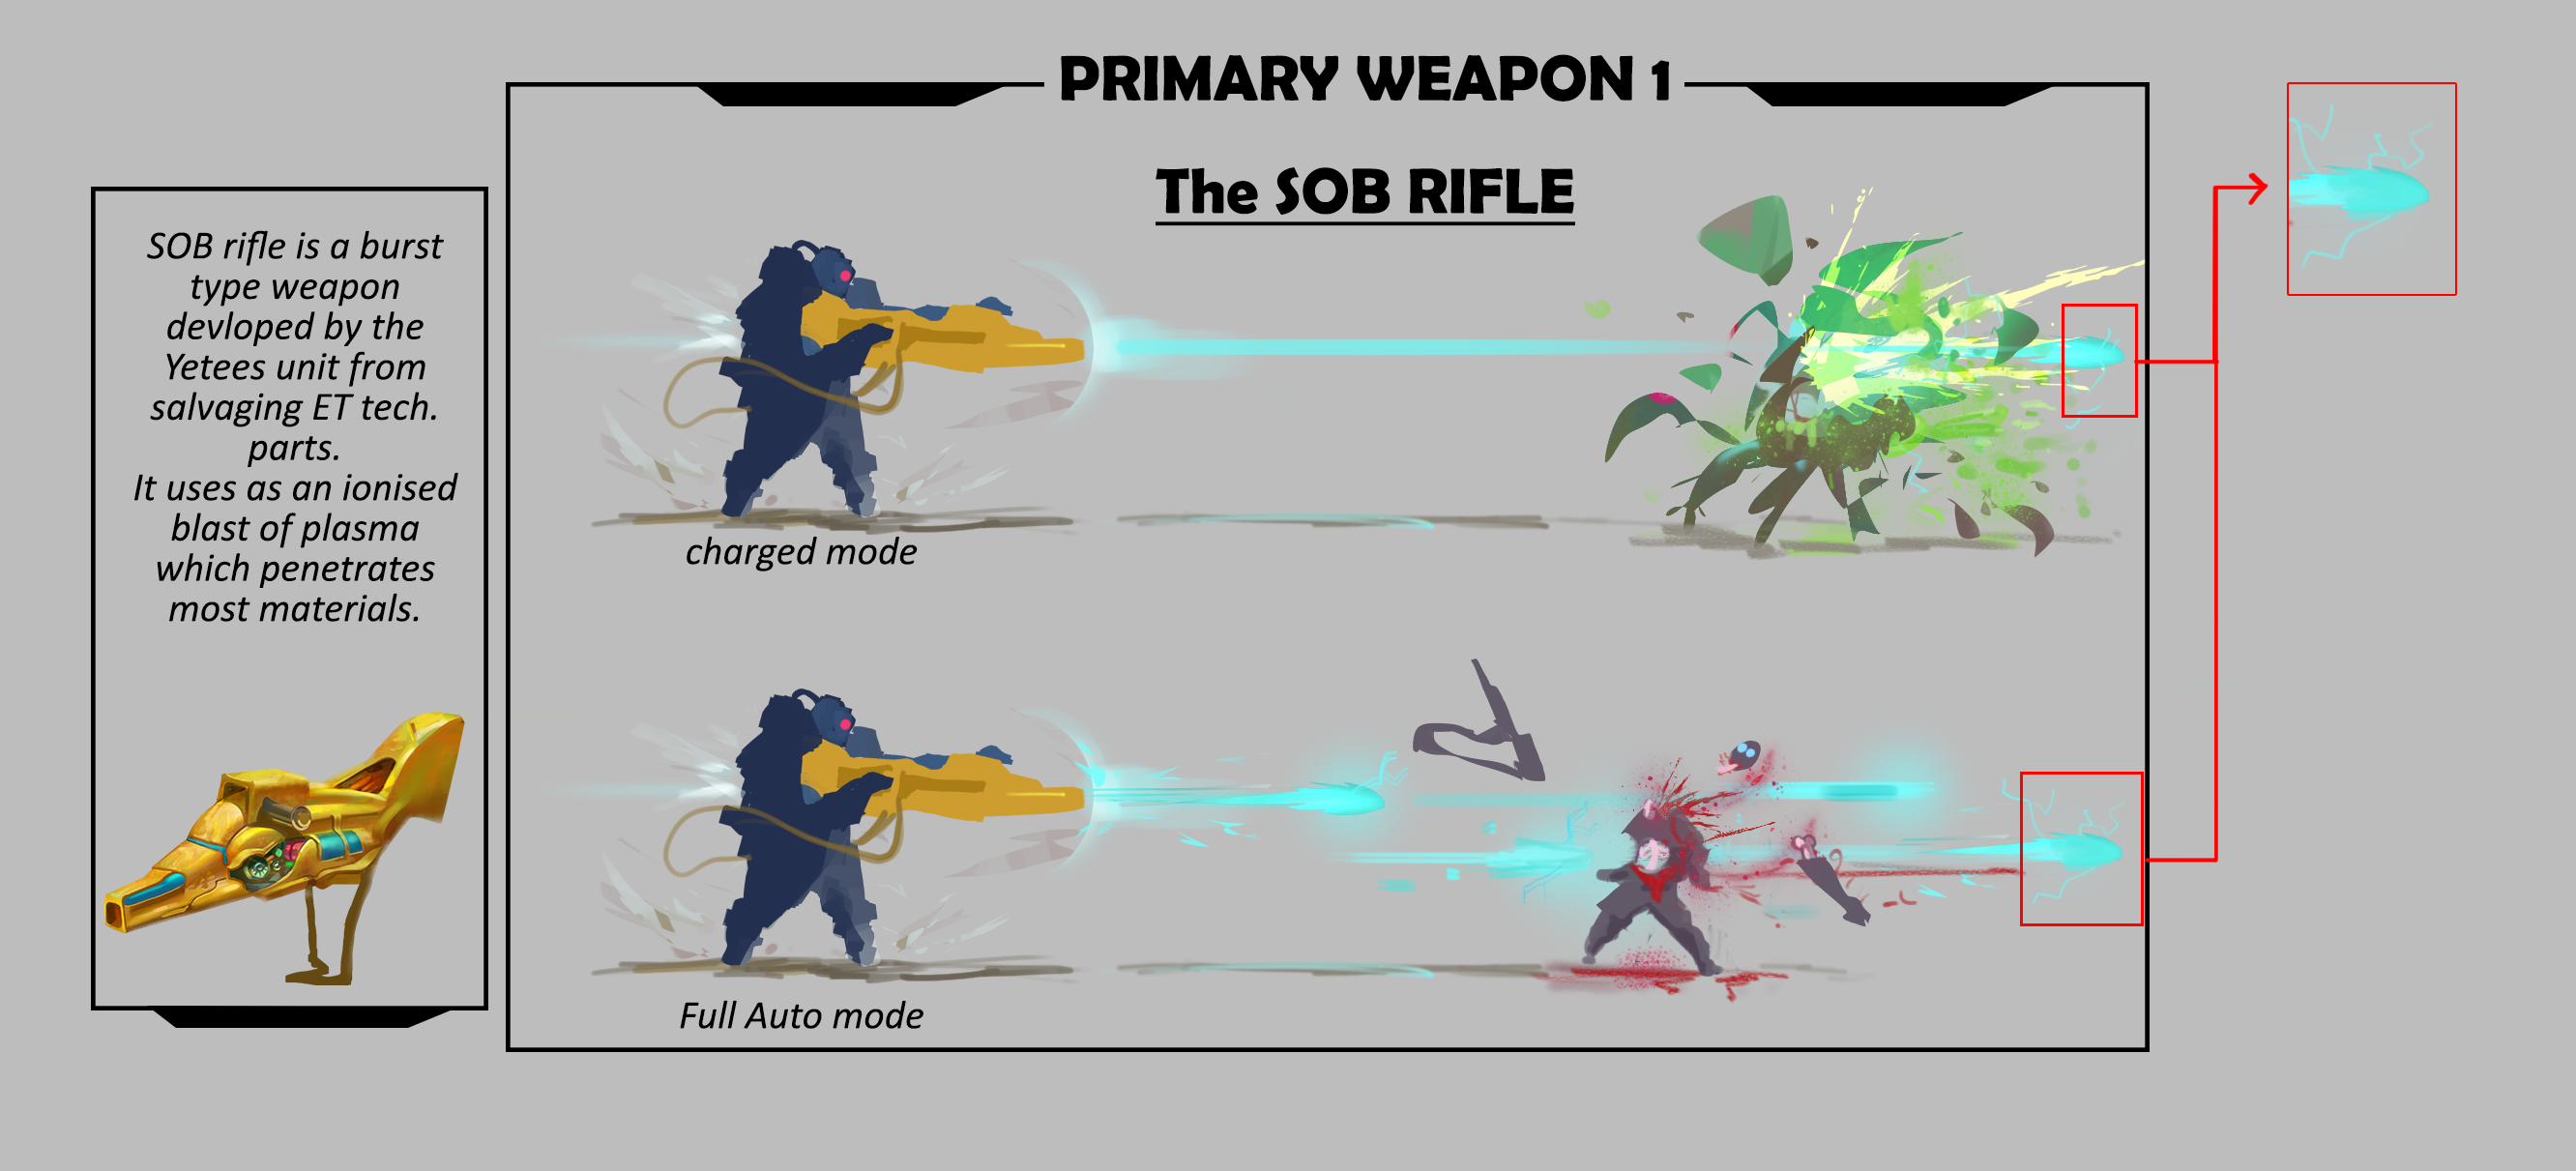 PRIMARY WEAPON 1
The SOB RIFLE
SOB rifle is a burst
type weapon
devloped by the
Yetees unit from
salvaging ET tech.
parts.
It uses as an ionised
blast of plasma
which penetrates
most materials.
charged mode
Full Auto mode